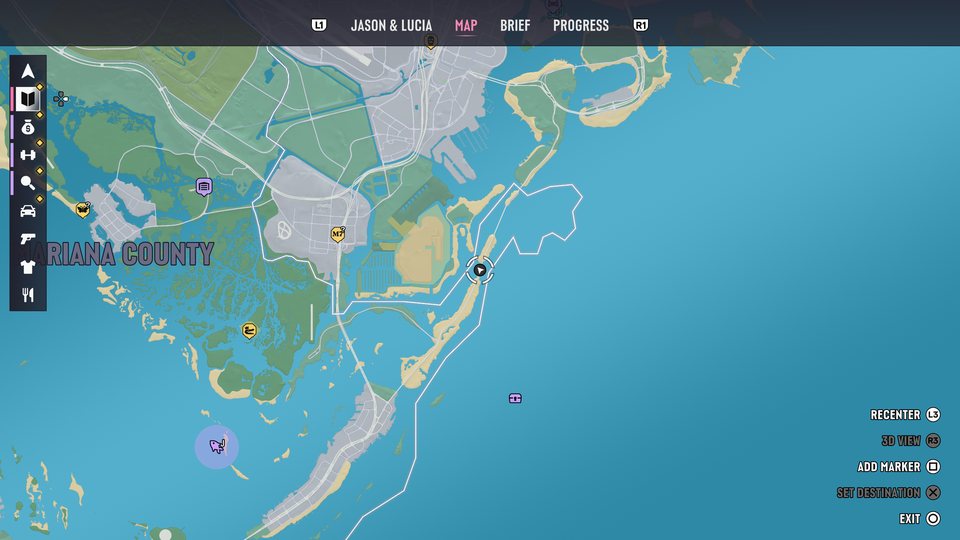 L1 JASON & LUCIA MAP BRIEF PROGRESS R1
M7
ARIANA COUNTY
RECENTER L3
3D VIEW R3
ADD MARKER
SET DESTINATION
EXIT